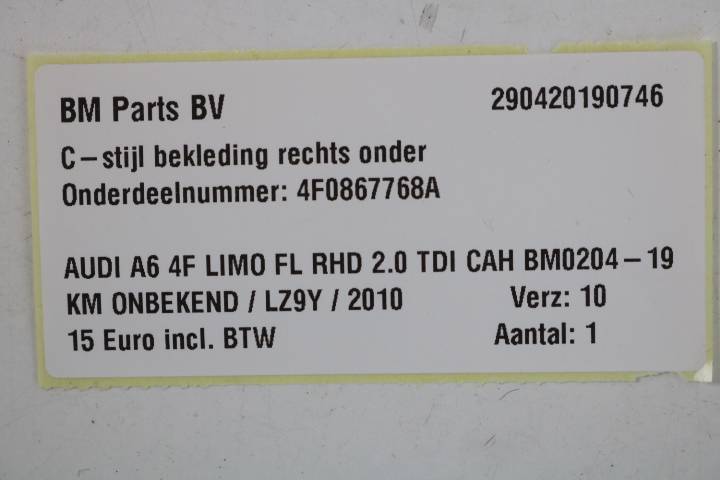 BM Parts BV 290420190746
C-stijl bekleding rechts onder
Onderdeelnummer: 4F0867768A
AUDI A6 4F LIMO FL RHD 2.0 TDI CAH BM0204-19
KM ONBEKEND / LZ9Y / 2010 Verz: 10
15 Euro incl. BTW Aantal: 1